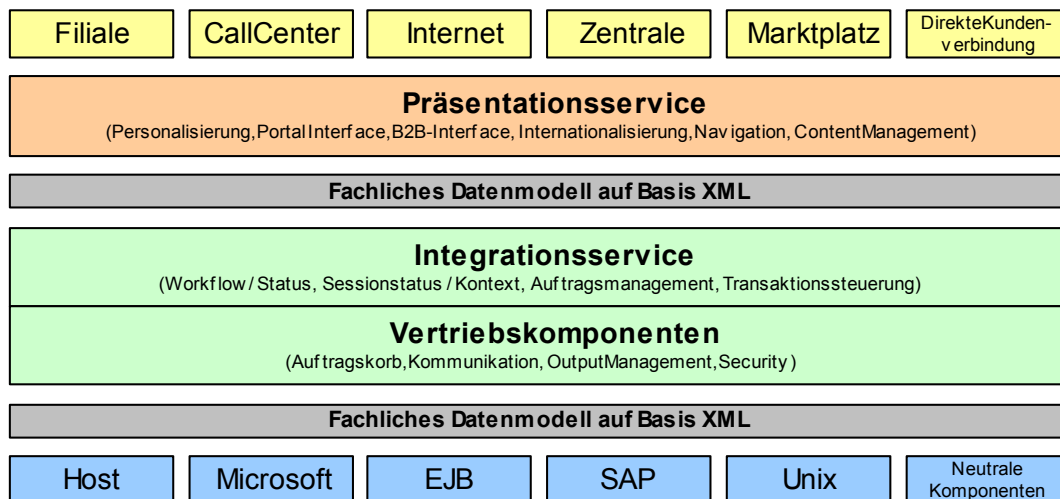 Filiale
CallCenter
Internet
Zentrale
Marktplatz
DirekteKunden-
verbindung
Präsentationsservice
(Personalisierung,PortalInterface,B2B-Interface, Internationalisierung,Navigation, ContentManagement)
Fachliches Datenmodell auf Basis XML
Integrationsservice
(Workflow / Status, Sessionstatus / Kontext, Auftragsmanagement, Transaktionssteuerung)
Vertriebskomponenten
(Auftragskorb,Kommunikation, OutputManagement,Security)
Fachliches Datenmodell auf Basis XML
Host
Microsoft
EJB
SAP
Unix
Neutrale
Komponenten